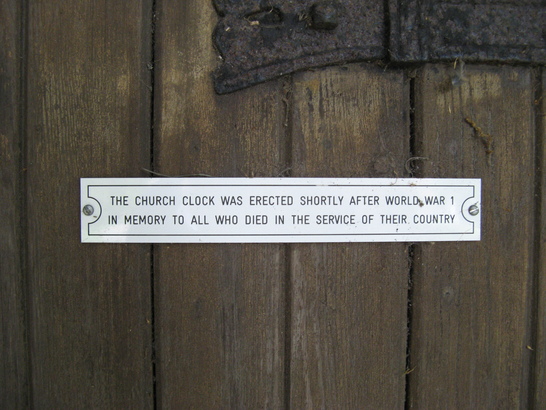 THE CHURCH CLOCK WAS ERECTED SHORTLY AFTER WORLD WAR 1
IN MEMORY TO ALL WHO DIED IN THE SERVICE OF THEIR COUNTRY